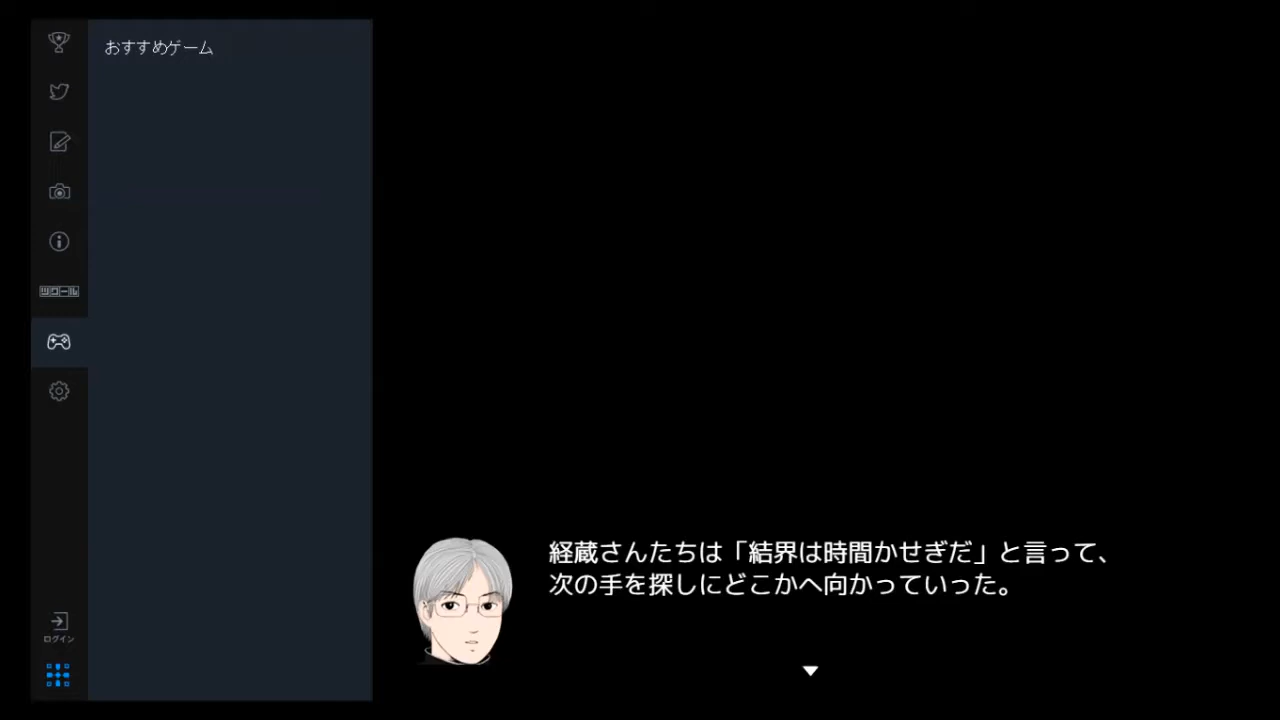 おすすめゲーム
ツクール
ログイン
経蔵さんたちは「結界は時間かせぎだ」と言って、
次の手を探しにどこかへ向かっていった。